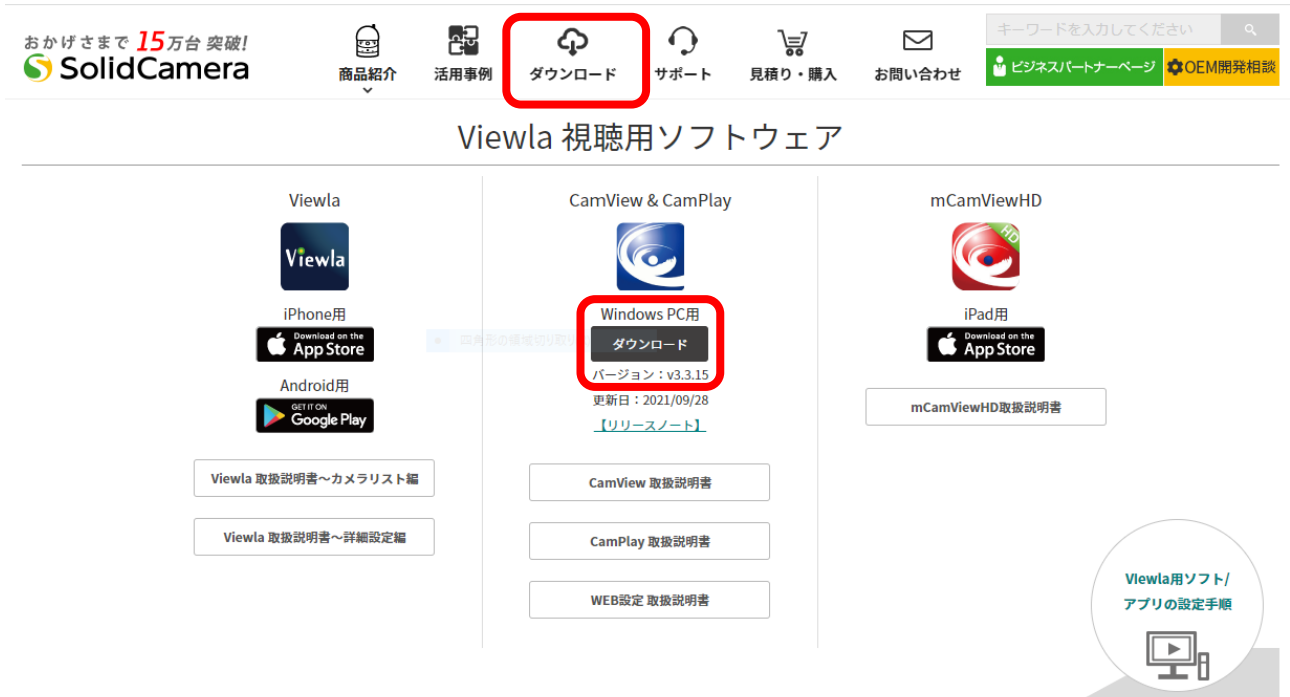 おかげさまで 15万台 突破!
SolidCamera
商品紹介
活用事例
ダウンロード
サポート
見積り・購入
お問い合わせ
キーワードを入力してください
ビジネスパートナーページ
OEM開発相談
Viewla 視聴用ソフトウェア
Viewla
Viewla
iPhone用
Download on the
App Store
Android用
GET IT ON
Google Play
Viewla 取扱説明書～カメラリスト編
Viewla 取扱説明書～詳細設定編
CamView & CamPlay
Windows PC用
四角形の領域切り取り
ダウンロード
バージョン：v3.3.15
更新日：2021/09/28
【リリースノート】
CamView 取扱説明書
CamPlay 取扱説明書
WEB設定 取扱説明書
mCamViewHD
HD
iPad用
Download on the
App Store
mCamViewHD取扱説明書
VIewla用ソフト/
アプリの設定手順